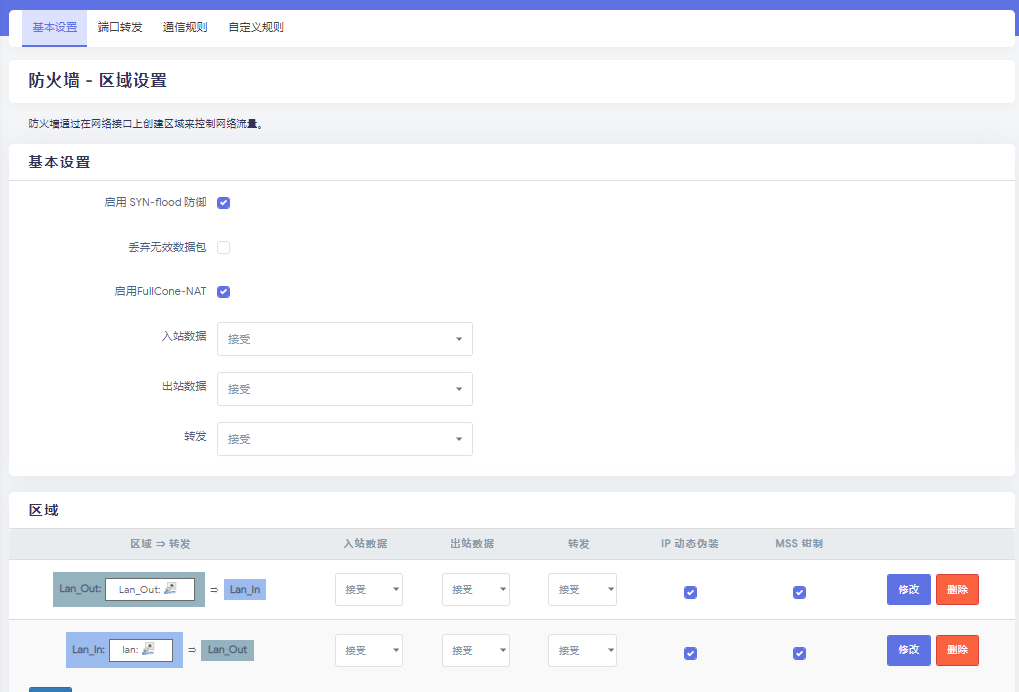 基本设置 端口转发 通信规则 自定义规则
防火墙 - 区域设置
防火墙通过在网络接口上创建区域来控制网络流量。
基本设置
启用 SYN-flood 防御
丢弃无效数据包
启用FullCone-NAT
入站数据 接受
出站数据 接受
转发 接受
区域
区域 ⇒ 转发 入站数据 出站数据 转发 IP 动态伪装 MSS 钳制
Lan_Out: Lan_Out: ⇒ Lan_In 接受 接受 接受 修改 删除
Lan_In: lan: ⇒ Lan_Out 接受 接受 接受 修改 删除